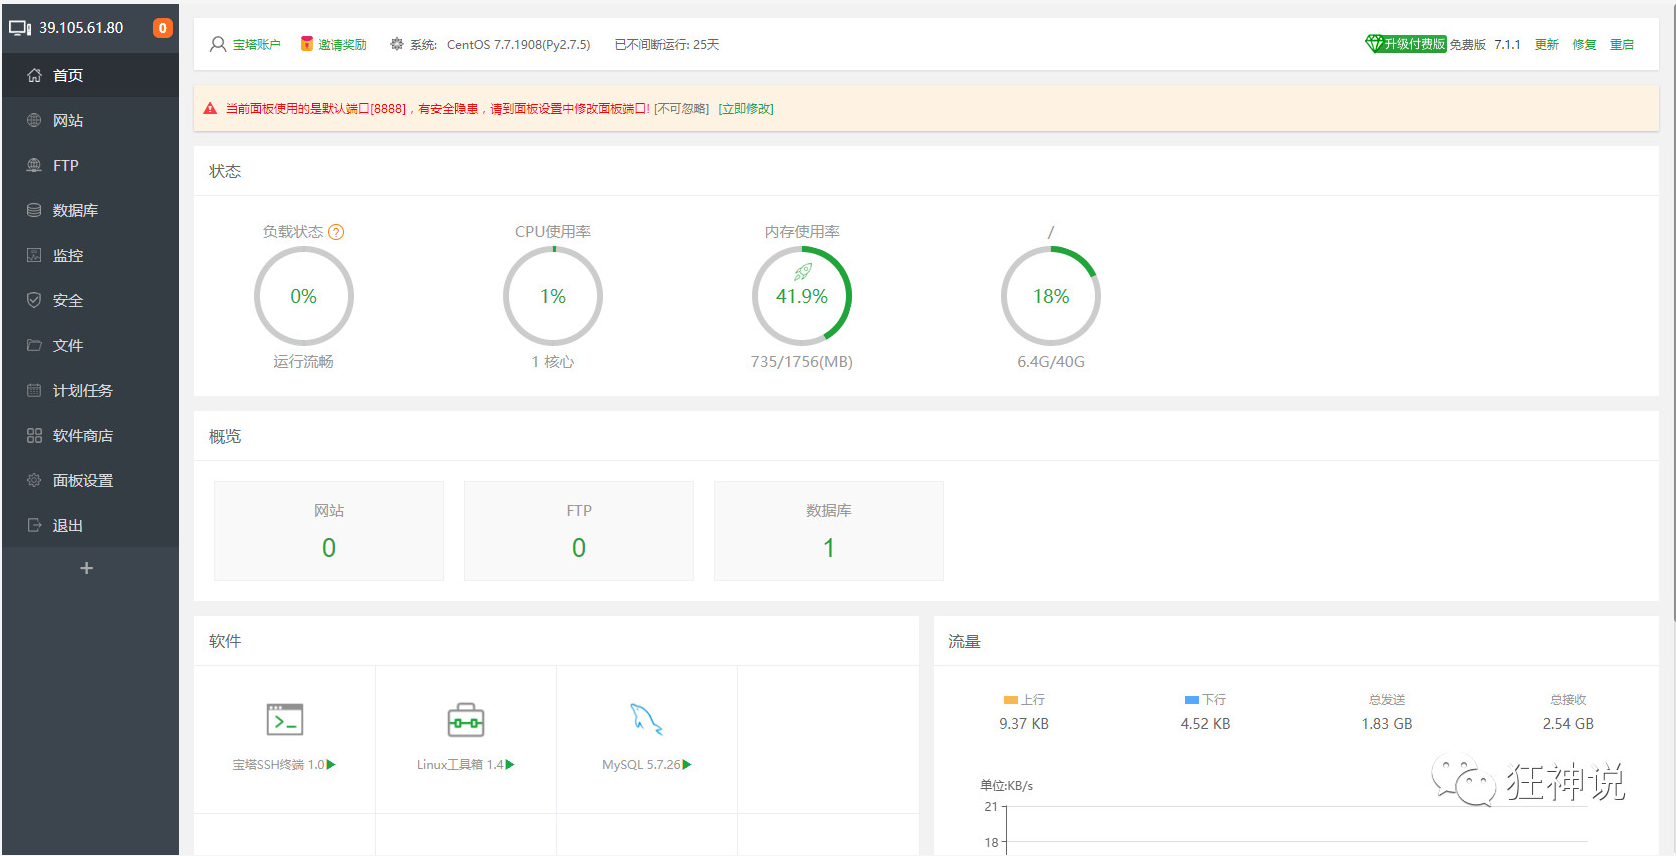 39.105.61.80 0
首页
网站
FTP
数据库
监控
安全
文件
计划任务
软件商店
面板设置
退出
+
宝塔账户 邀请奖励 系统: CentOS 7.7.1908(Py2.7.5) 已不间断运行: 25天 升级付费版 免费版 7.1.1 更新 修复 重启
当前面板使用的是默认端口[8888]，有安全隐患，请到面板设置中修改面板端口! [不可忽略] [立即修改]
状态
负载状态 ? CPU使用率 内存使用率 /
0% 1% 41.9% 18%
运行流畅 1 核心 735/1756(MB) 6.4G/40G
概览
网站 FTP 数据库
0 0 1
软件
宝塔SSH终端 1.0 Linux工具箱 1.4 MySQL 5.7.26
流量
上行 下行 总发送 总接收
9.37 KB 4.52 KB 1.83 GB 2.54 GB
单位:KB/s
21
18
狂神说